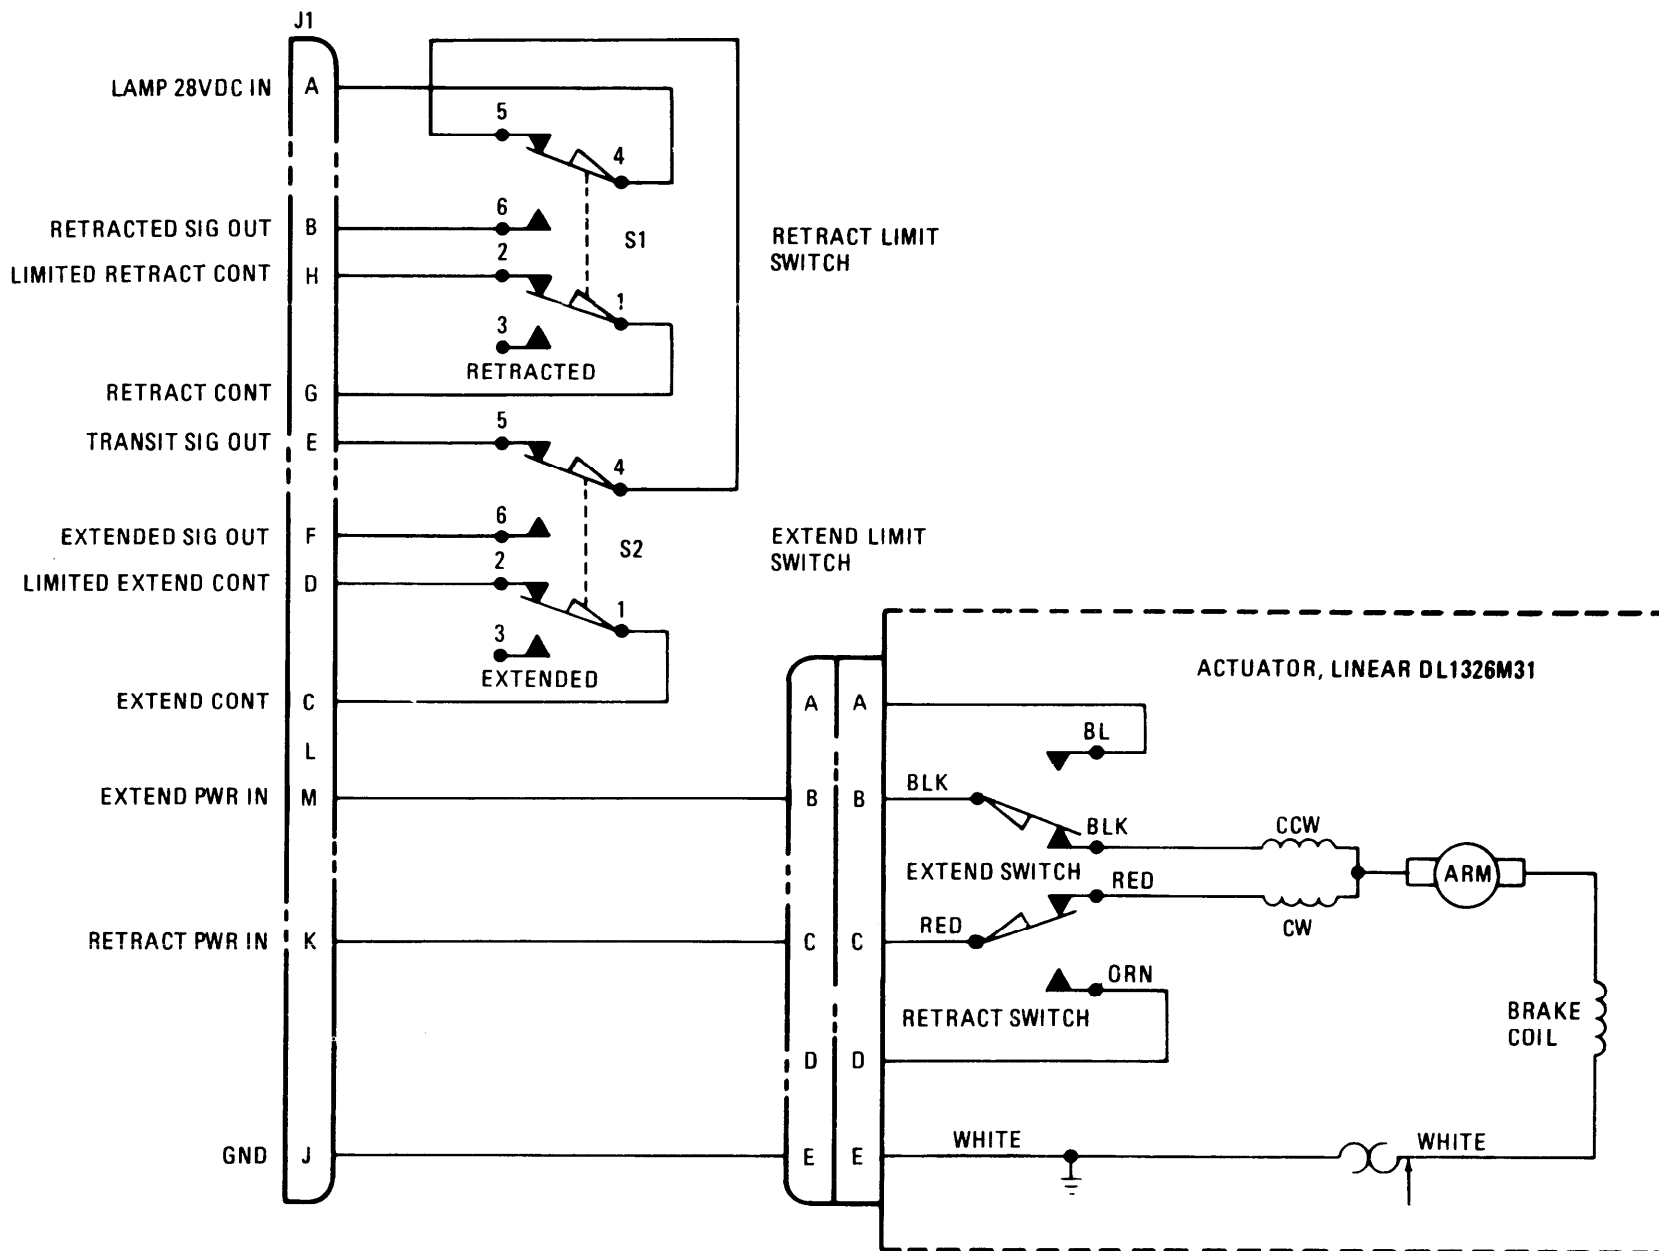 J1
LAMP 28VDC IN A
5
4
RETRACTED SIG OUT B
6
S1
RETRACT LIMIT
SWITCH
LIMITED RETRACT CONT H
2
1
3
RETRACTED
RETRACT CONT G
TRANSIT SIG OUT E
5
4
EXTENDED SIG OUT F
6
S2
EXTEND LIMIT
SWITCH
LIMITED EXTEND CONT D
2
1
3
EXTENDED
EXTEND CONT C
L
EXTEND PWR IN M
RETRACT PWR IN K
GND J
ACTUATOR, LINEAR DL1326M31
A A
BL
B B
BLK
BLK
CCW
EXTEND SWITCH
RED
ARM
CW
C C
RED
ORN
RETRACT SWITCH
BRAKE
COIL
D D
E E
WHITE
WHITE